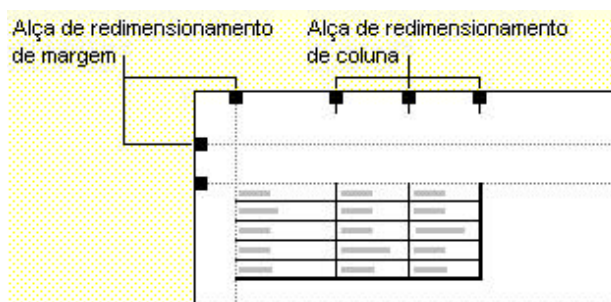 Alça de redimensionamento
de margem
Alça de redimensionamento
de coluna